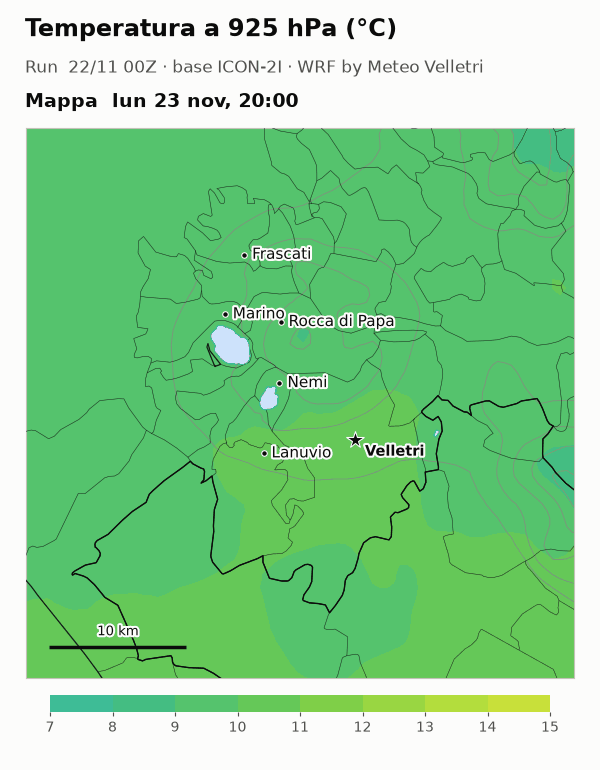 Temperatura a 925 hPa (°C)
Run  22/11 00Z · base ICON-2I · WRF by Meteo Velletri
Mappa  lun 23 nov, 20:00
Frascati
Marino
Rocca di Papa
Nemi
Velletri
Lanuvio
10 km
7 8 9 10 11 12 13 14 15